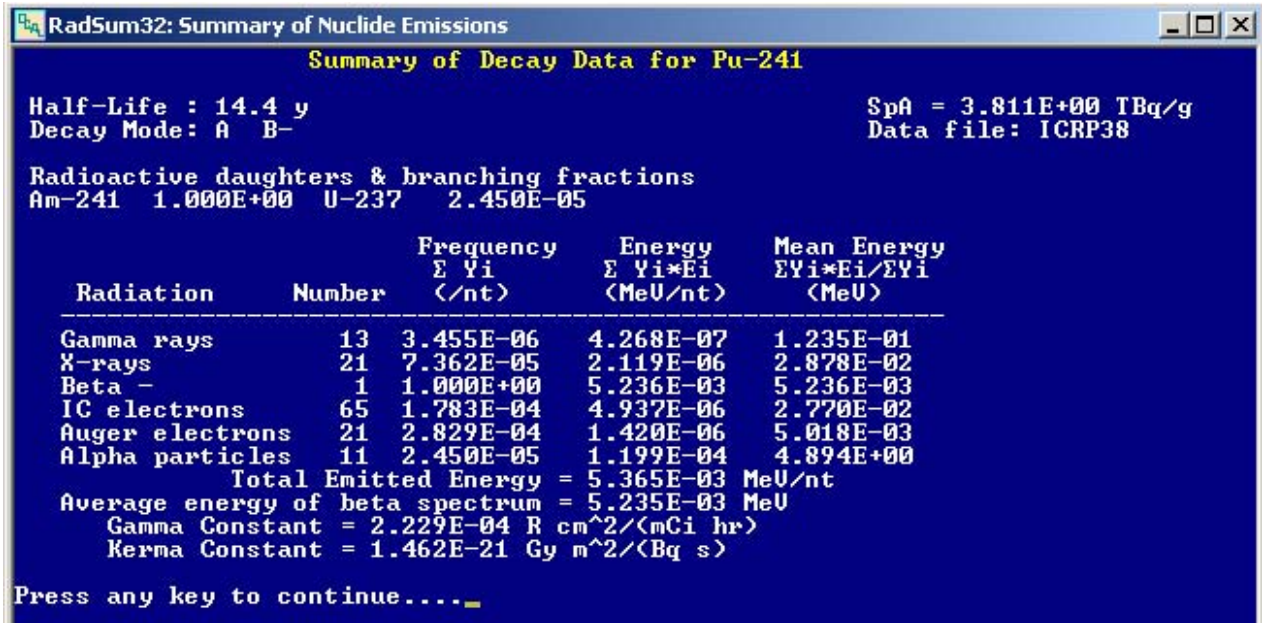 RadSum32: Summary of Nuclide Emissions
Summary of Decay Data for Pu-241
Half-Life : 14.4 y SpA = 3.811E+00 TBq/g
Decay Mode: A B- Data file: ICRP38
Radioactive daughters & branching fractions
Am-241 1.000E+00 U-237 2.450E-05
Frequency Energy Mean Energy
Σ Yi Σ Yi*Ei ΣYi*Ei/ΣYi
Radiation Number (/nt) (MeV/nt) (MeV)
Gamma rays 13 3.455E-06 4.268E-07 1.235E-01
X-rays 21 7.362E-05 2.119E-06 2.878E-02
Beta - 1 1.000E+00 5.236E-03 5.236E-03
IC electrons 65 1.783E-04 4.937E-06 2.770E-02
Auger electrons 21 2.829E-04 1.420E-06 5.018E-03
Alpha particles 11 2.450E-05 1.199E-04 4.894E+00
Total Emitted Energy = 5.365E-03 MeV/nt
Average energy of beta spectrum = 5.235E-03 MeV
Gamma Constant = 2.229E-04 R cm^2/(mCi hr)
Kerma Constant = 1.462E-21 Gy m^2/(Bq s)
Press any key to continue...._